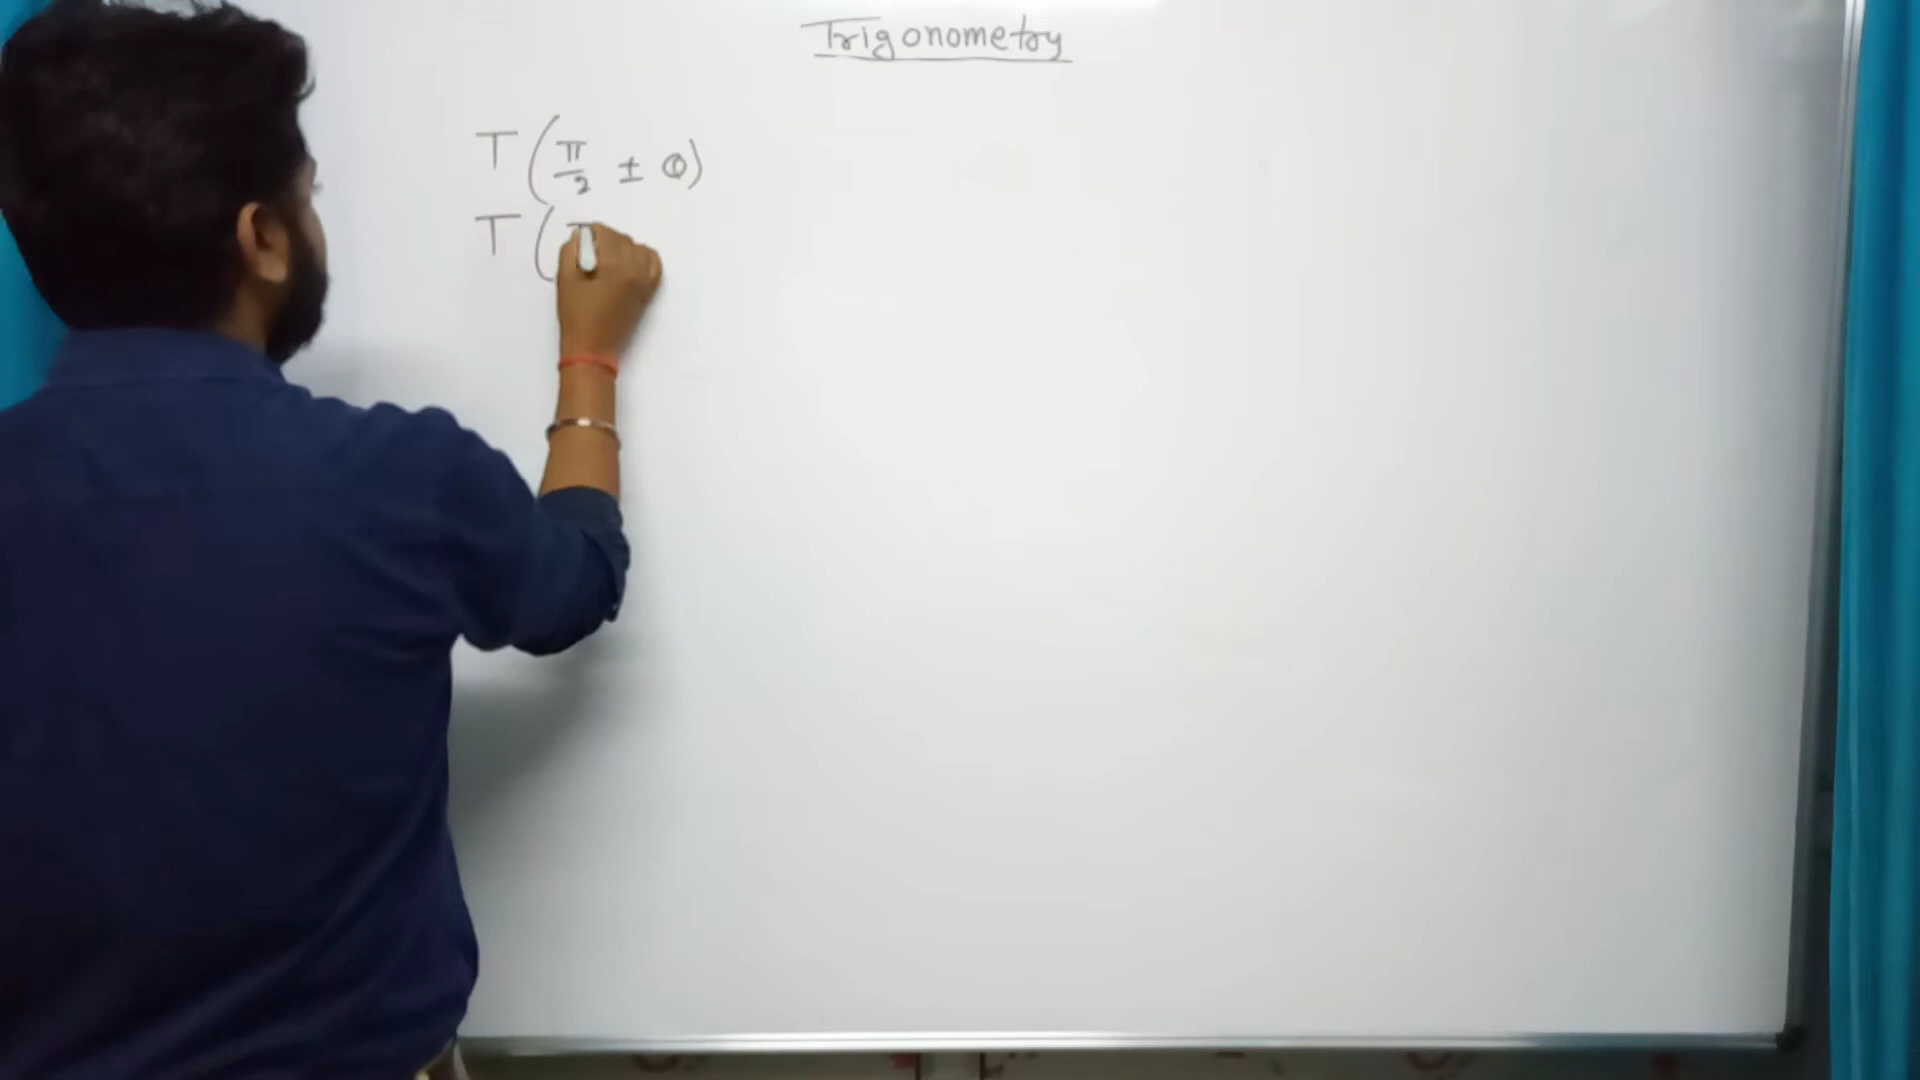 Trigonometry
T (π/2 ± θ)
T (π